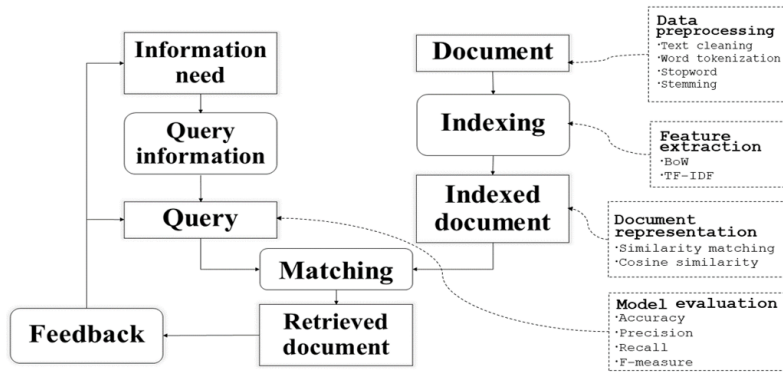 Information
need
Query
information
Query
Document
Indexing
Indexed
document
Matching
Retrieved
document
Feedback
Data
preprocessing
·Text cleaning
·Word tokenization
·Stopword
·Stemming
Feature
extraction
·BoW
·TF-IDF
Document
representation
·Similarity matching
·Cosine similarity
Model evaluation
·Accuracy
·Precision
·Recall
·F-measure